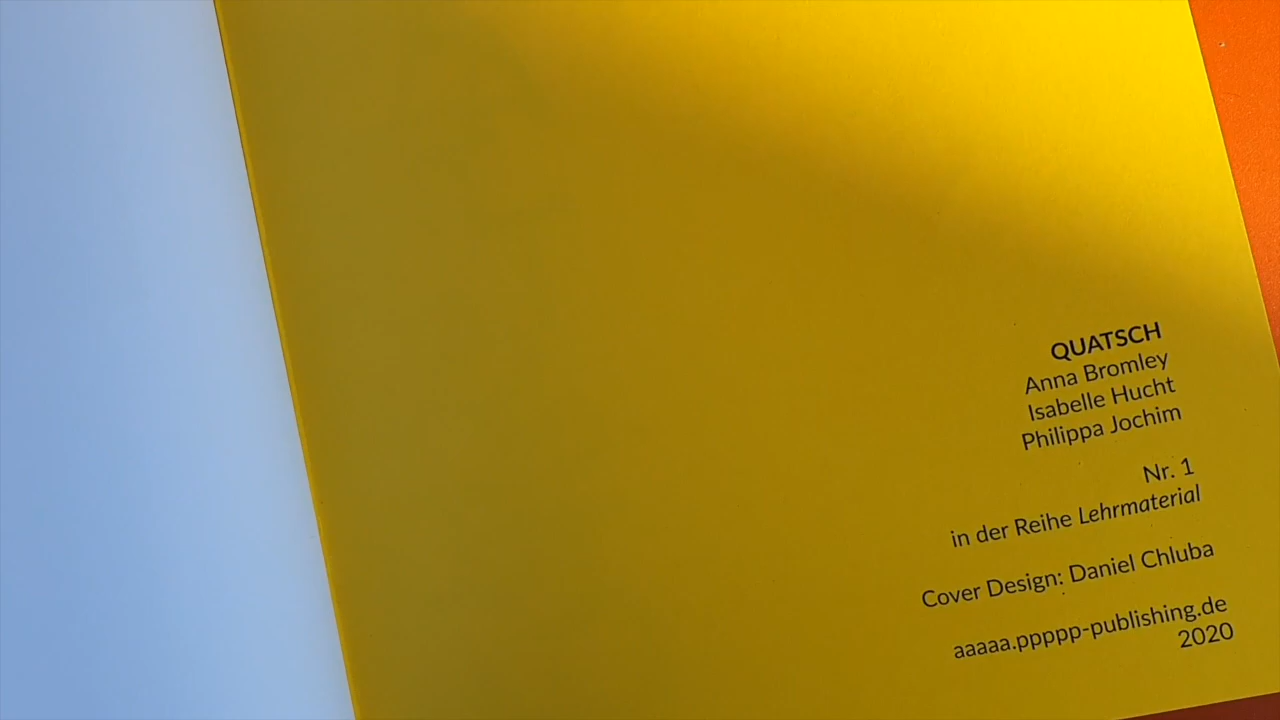 QUATSCH
Anna Bromley
Isabelle Hucht
Philippa Jochim
Nr. 1
in der Reihe Lehrmaterial
Cover Design: Daniel Chluba
aaaaa.ppppp-publishing.de
2020